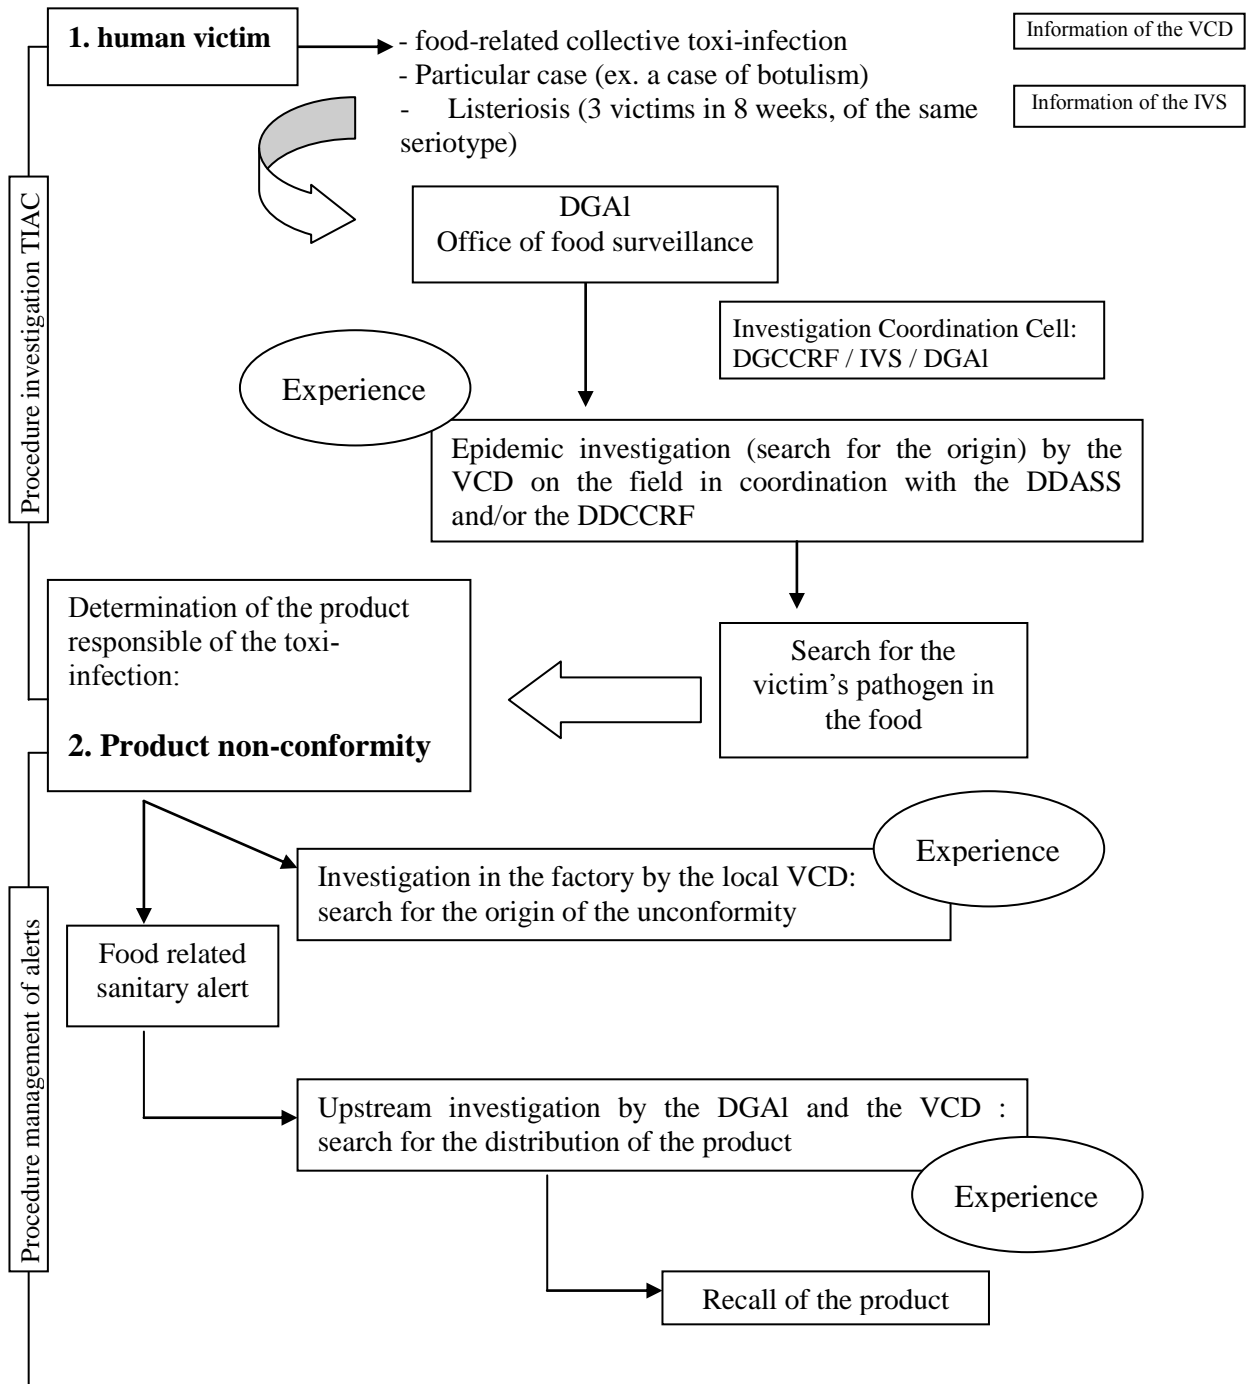 1. human victim
- food-related collective toxi-infection
- Particular case (ex. a case of botulism)
- Listeriosis (3 victims in 8 weeks, of the same
seriotype)
Information of the VCD
Information of the IVS
Procedure investigation TIAC
DGAl
Office of food surveillance
Investigation Coordination Cell:
DGCCRF / IVS / DGAl
Experience
Epidemic investigation (search for the origin) by the
VCD on the field in coordination with the DDASS
and/or the DDCCRF
Determination of the product
responsible of the toxi-
infection:
2. Product non-conformity
Search for the
victim's pathogen in
the food
Experience
Investigation in the factory by the local VCD:
search for the origin of the unconformity
Procedure management of alerts
Food related
sanitary alert
Upstream investigation by the DGAl and the VCD :
search for the distribution of the product
Experience
Recall of the product